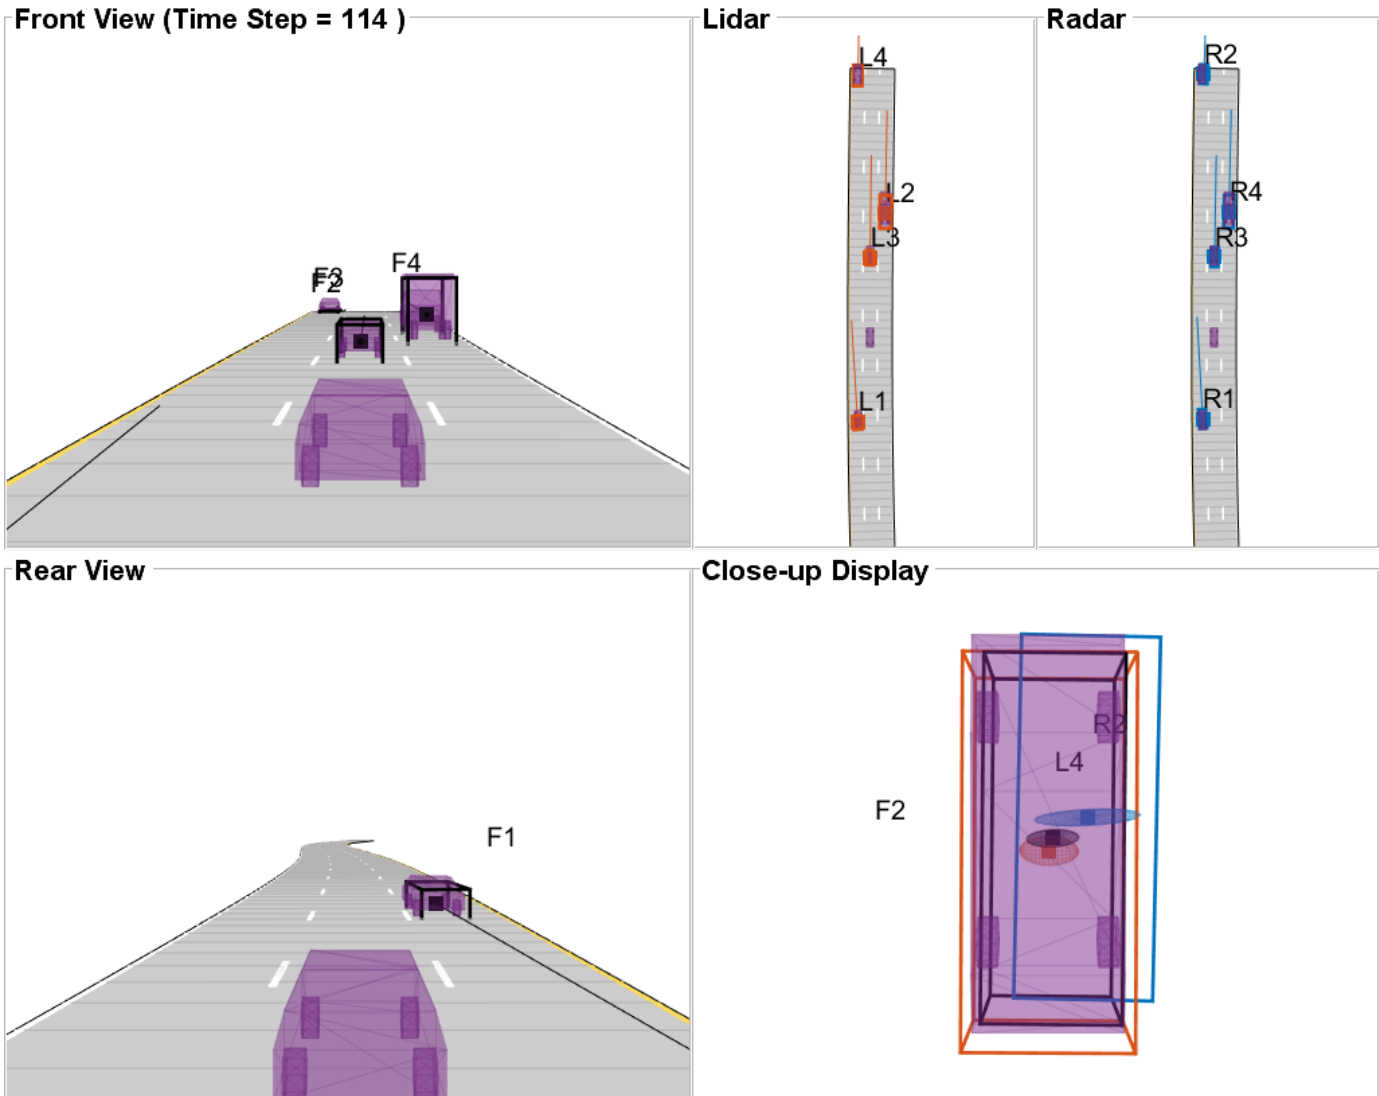 Front View (Time Step = 114 )
F3
F2
F4
Lidar
L4
L2
L3
L1
Radar
R2
R4
R3
R1
Rear View
F1
Close-up Display
R2
L4
F2